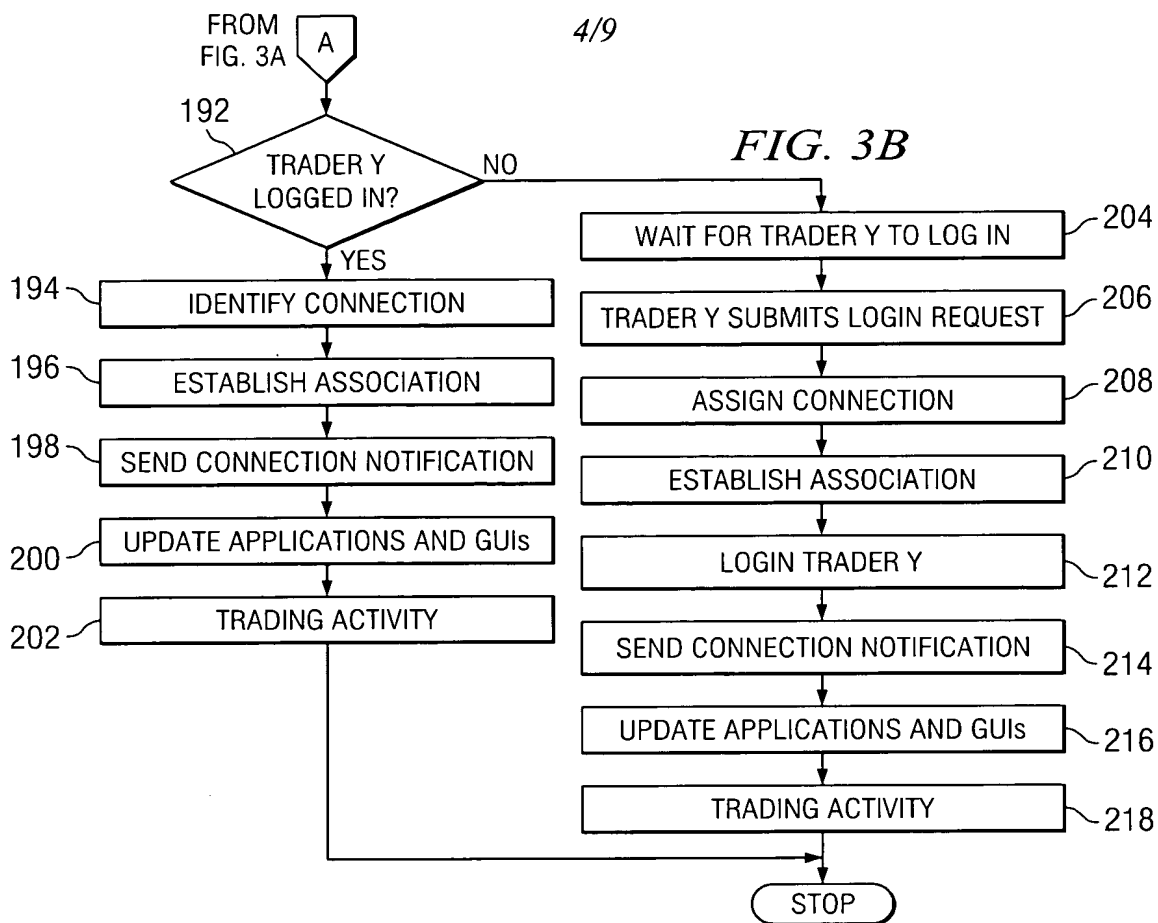 FROM
FIG. 3A
A
4/9
192
TRADER Y
LOGGED IN?
NO
YES
FIG. 3B
194
IDENTIFY CONNECTION
196
ESTABLISH ASSOCIATION
198
SEND CONNECTION NOTIFICATION
200
UPDATE APPLICATIONS AND GUIs
202
TRADING ACTIVITY
WAIT FOR TRADER Y TO LOG IN
204
TRADER Y SUBMITS LOGIN REQUEST
206
ASSIGN CONNECTION
208
ESTABLISH ASSOCIATION
210
LOGIN TRADER Y
212
SEND CONNECTION NOTIFICATION
214
UPDATE APPLICATIONS AND GUIs
216
TRADING ACTIVITY
218
STOP